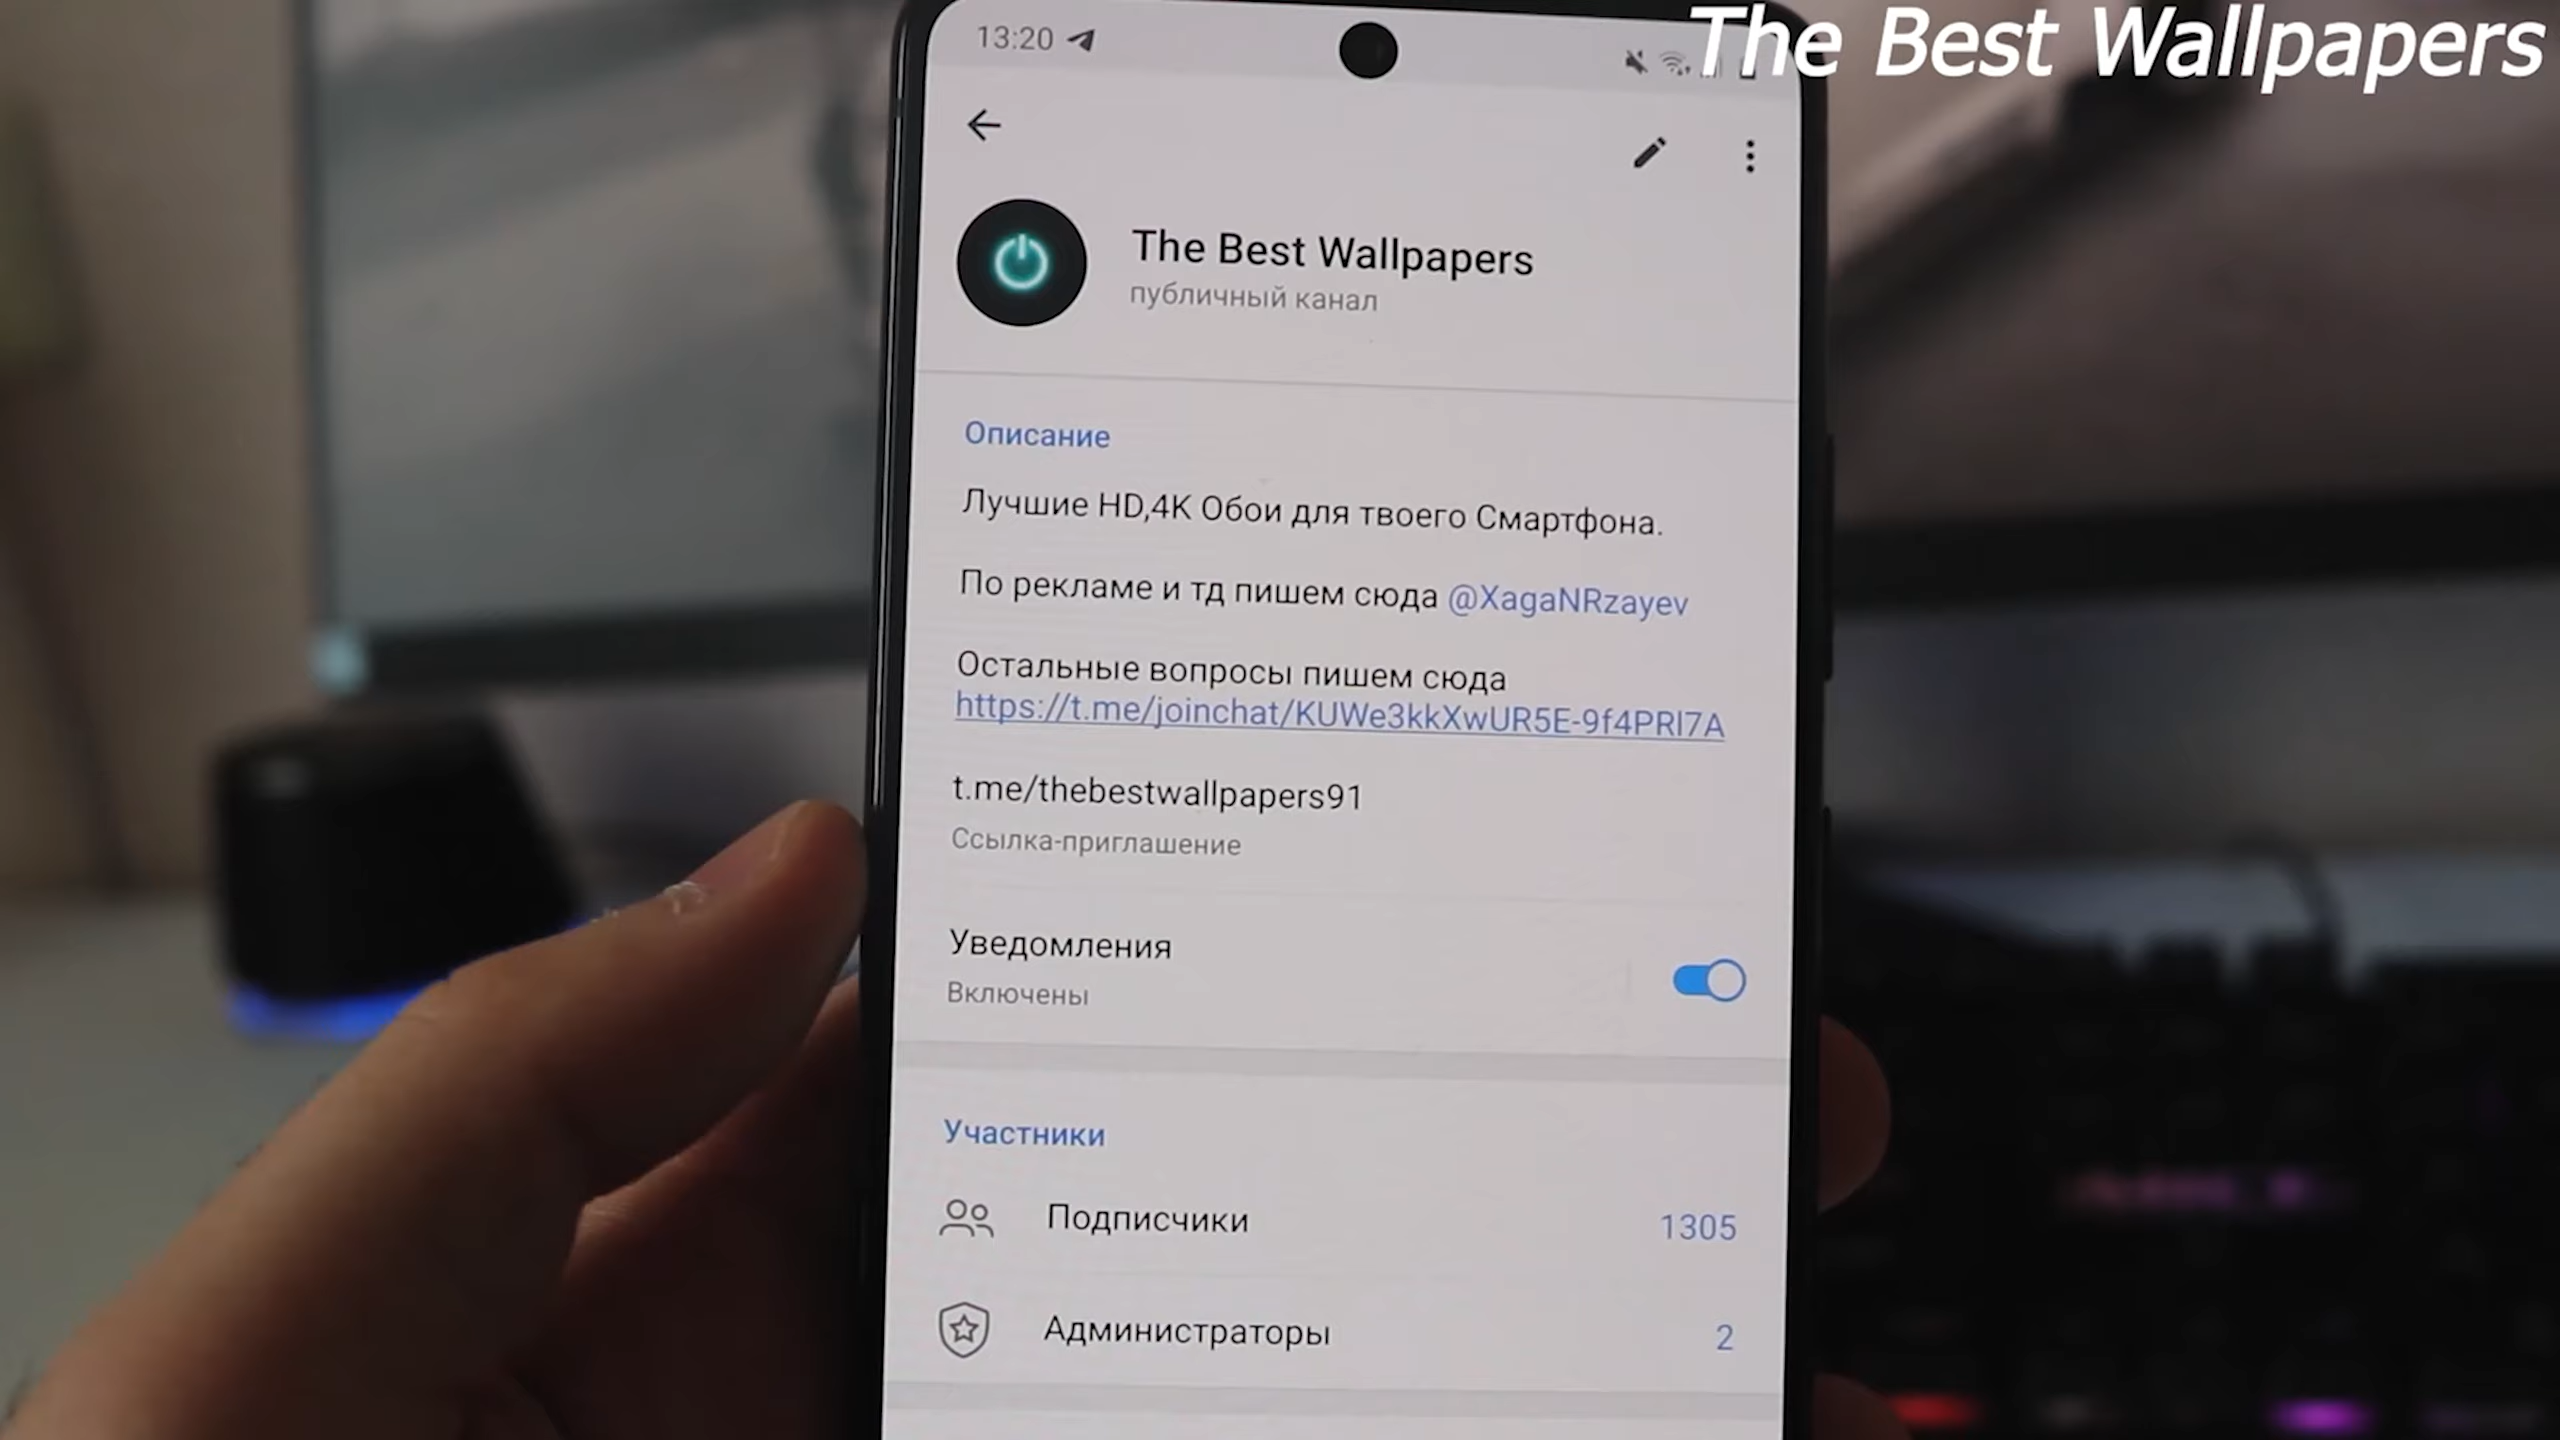 The Best Wallpapers
13:20
The Best Wallpapers
публичный канал
Описание
Лучшие HD,4K Обои для твоего Смартфона.
По рекламе и тд пишем сюда @XagaNRzayev
Остальные вопросы пишем сюда
https://t.me/joinchat/KUWe3kkXwUR5E-9f4PRl7A
t.me/thebestwallpapers91
Ссылка-приглашение
Уведомления
Включены
Участники
Подписчики 1305
Администраторы 2